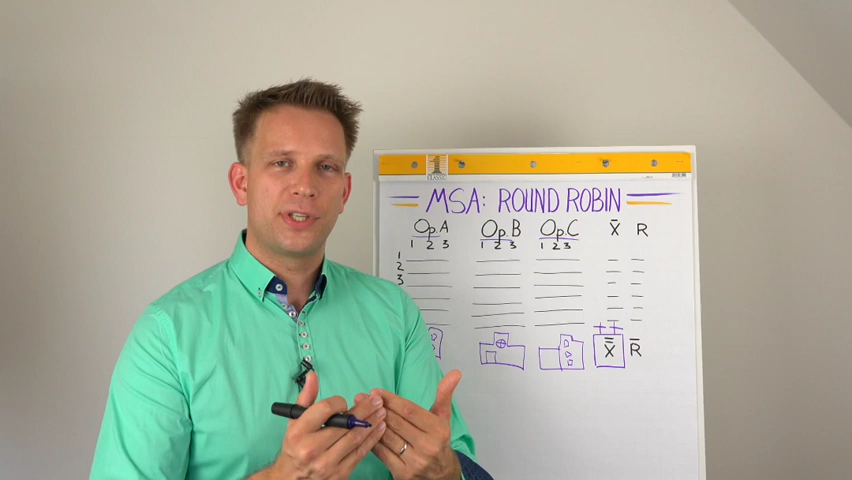 MSA: ROUND ROBIN
Op. A Op. B Op. C X̄ R
1 2 3 1 2 3 1 2 3
1
2
3
X̿ R̄